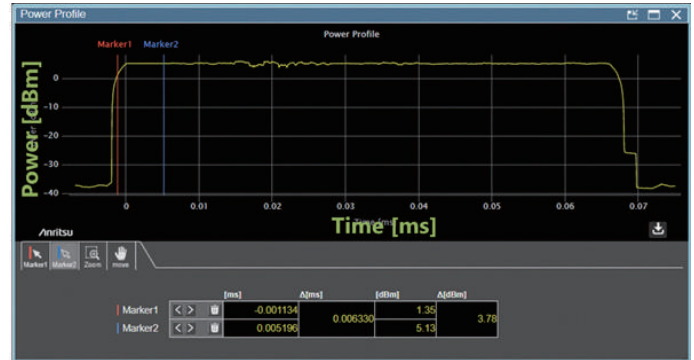 Power Profile
Power Profile
Marker1 Marker2
Power [dBm]
0
-10
-20
-30
-40
0 0.01 0.02 0.03 0.04 0.05 0.06 0.07
Time [ms]
Anritsu
Marker1 Marker2 Zoom move
[ms] Δ[ms] [dBm] Δ[dBm]
Marker1 < > -0.001134 0.006330 1.35 3.78
Marker2 < > 0.005196 5.13